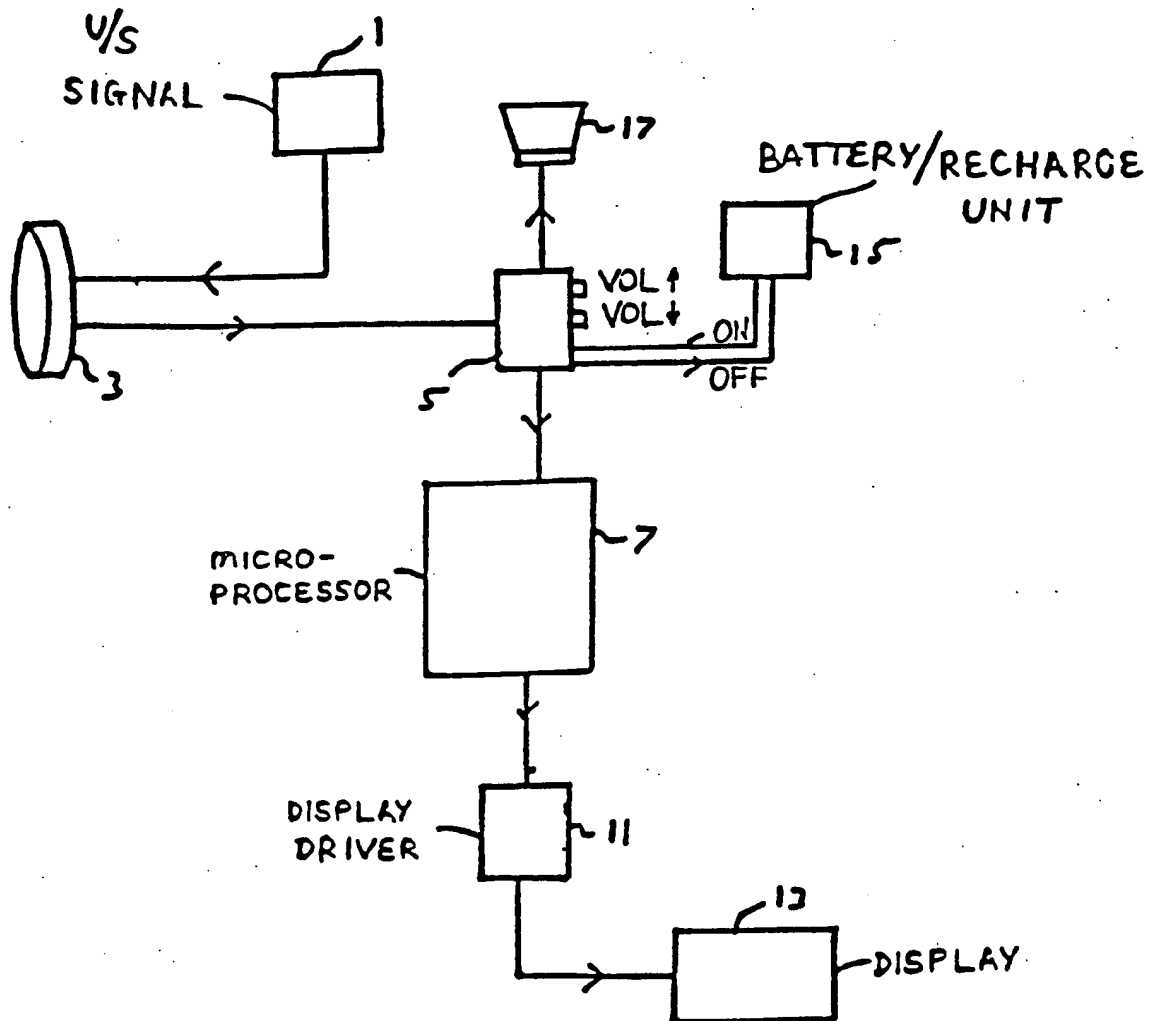 U/S
SIGNAL
1
17
BATTERY/RECHARGE
UNIT
15
VOL↑
VOL↓
ON
OFF
3
5
7
MICRO-
PROCESSOR
DISPLAY
DRIVER
11
13
DISPLAY